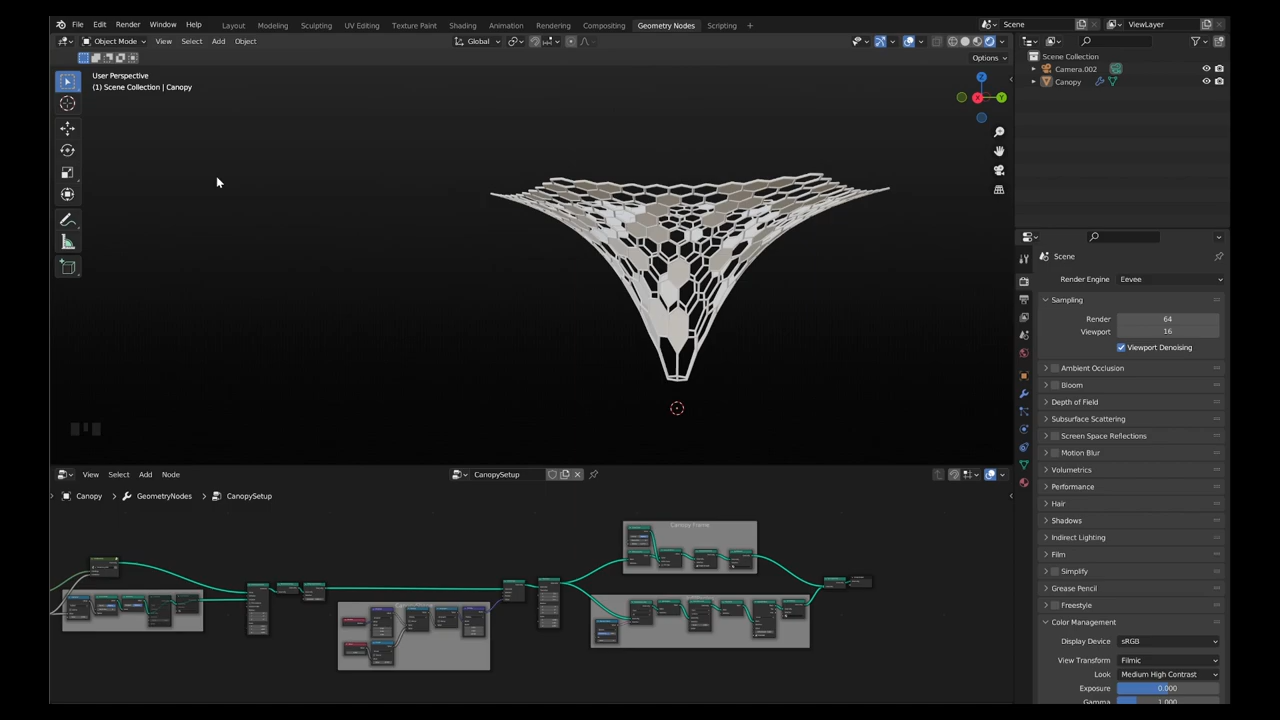 File Edit Render Window Help Layout Modeling Sculpting UV Editing Texture Paint Shading Animation Rendering Compositing Geometry Nodes Scripting + Scene ViewLayer
Object Mode View Select Add Object Global
Options
User Perspective
(1) Scene Collection | Canopy
Z
Y
X
Scene Collection
Camera.002
Canopy
Scene
Render Engine Eevee
Sampling
Render 64
Viewport 16
Viewport Denoising
Ambient Occlusion
Bloom
Depth of Field
Subsurface Scattering
Screen Space Reflections
Motion Blur
Volumetrics
Performance
Hair
Shadows
Indirect Lighting
Film
Simplify
Grease Pencil
Freestyle
Color Management
Display Device sRGB
View Transform Filmic
Look Medium High Contrast
Exposure 0.000
Gamma 1.000
View Select Add Node CanopySetup
Canopy > GeometryNodes > CanopySetup
Canopy Frame